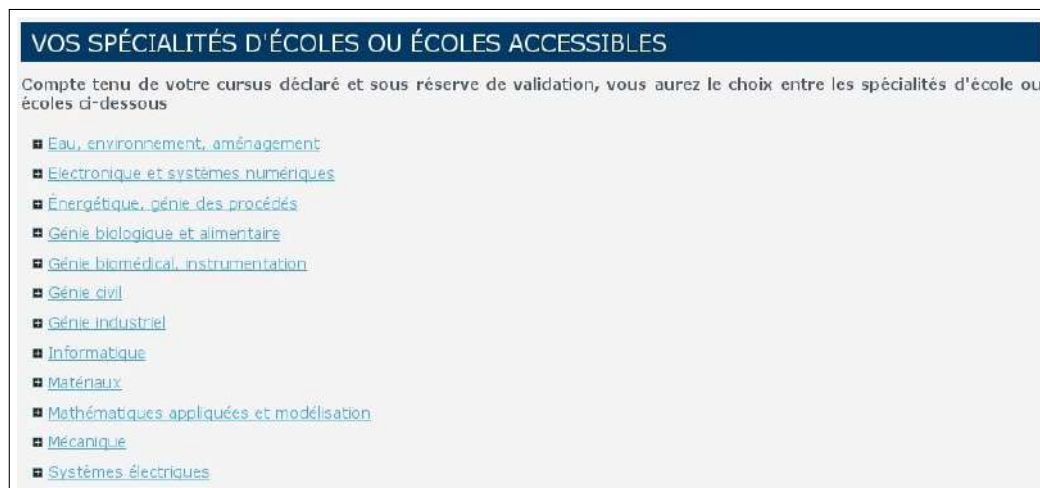 VOS SPÉCIALITÉS D'ÉCOLES OU ÉCOLES ACCESSIBLES
Compte tenu de votre cursus déclaré et sous réserve de validation, vous aurez le choix entre les spécialités d'école ou
écoles ci-dessous
Eau, environnement, aménagement
Electronique et systèmes numériques
Énergétique, génie des procédés
Génie biologique et alimentaire
Génie biomédical, instrumentation
Génie civil
Génie industriel
Informatique
Matériaux
Mathématiques appliquées et modélisation
Mécanique
Systèmes électriques